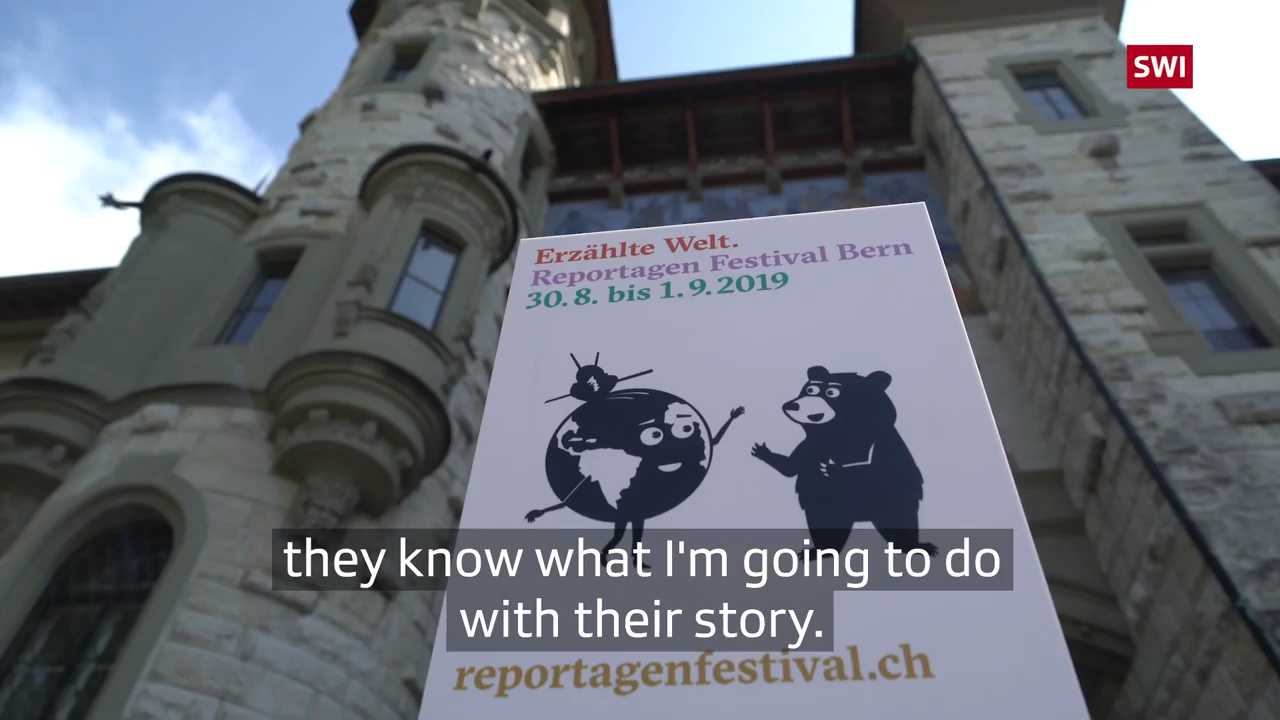 SWI
Erzählte Welt.
Reportagen Festival Bern
30. 8. bis 1. 9. 2019
they know what I'm going to do
with their story.
reportagenfestival.ch